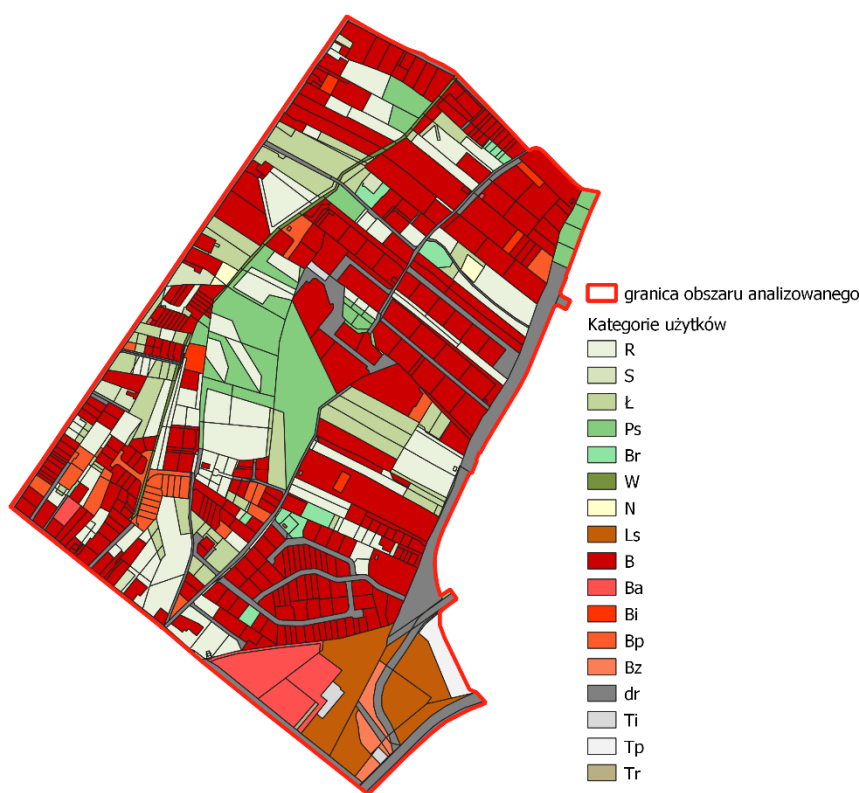 granica obszaru analizowanego
Kategorie użytków
R
S
Ł
Ps
Br
W
N
Ls
B
Ba
Bi
Bp
Bz
dr
Ti
Tp
Tr